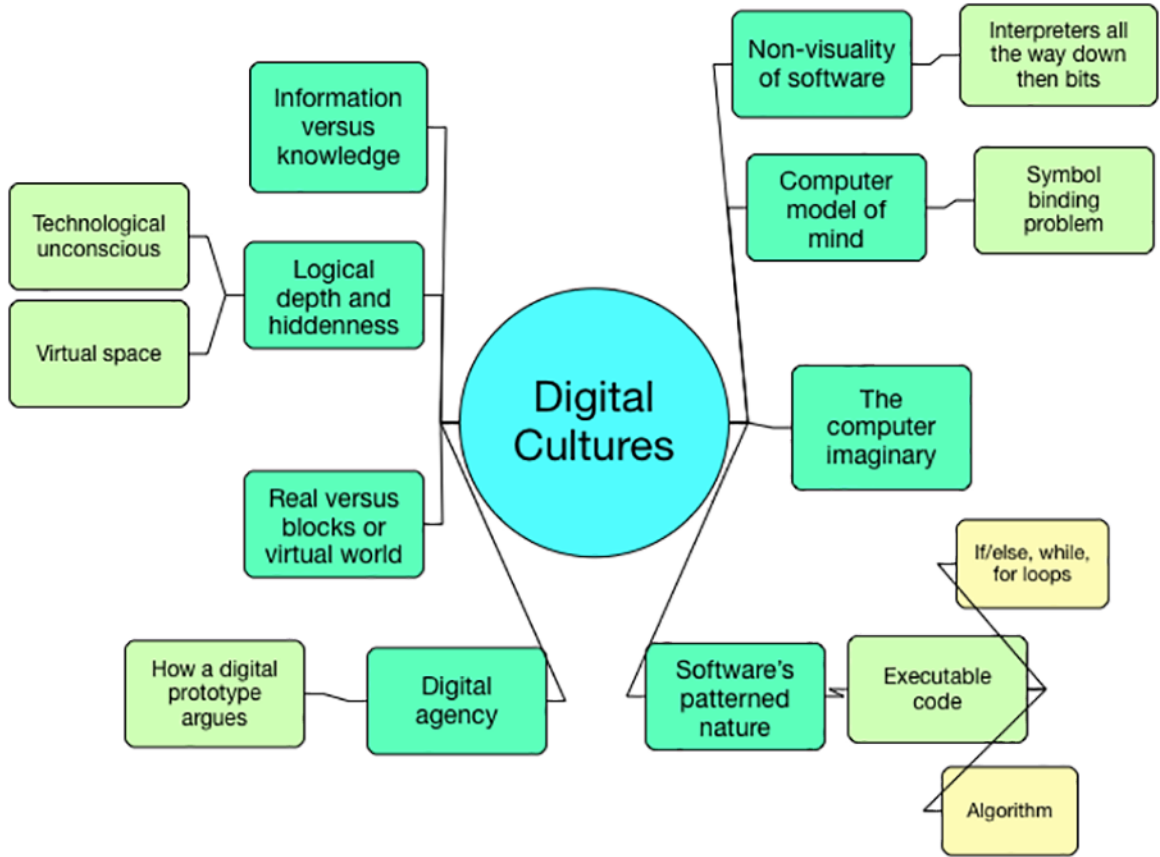 Digital
Cultures
Information
versus
knowledge
Logical
depth and
hiddenness
Technological
unconscious
Virtual space
Real versus
blocks or
virtual world
Digital
agency
How a digital
prototype
argues
Non-visuality
of software
Interpreters all
the way down
then bits
Computer
model of
mind
Symbol
binding
problem
The
computer
imaginary
Software's
patterned
nature
Executable
code
If/else, while,
for loops
Algorithm